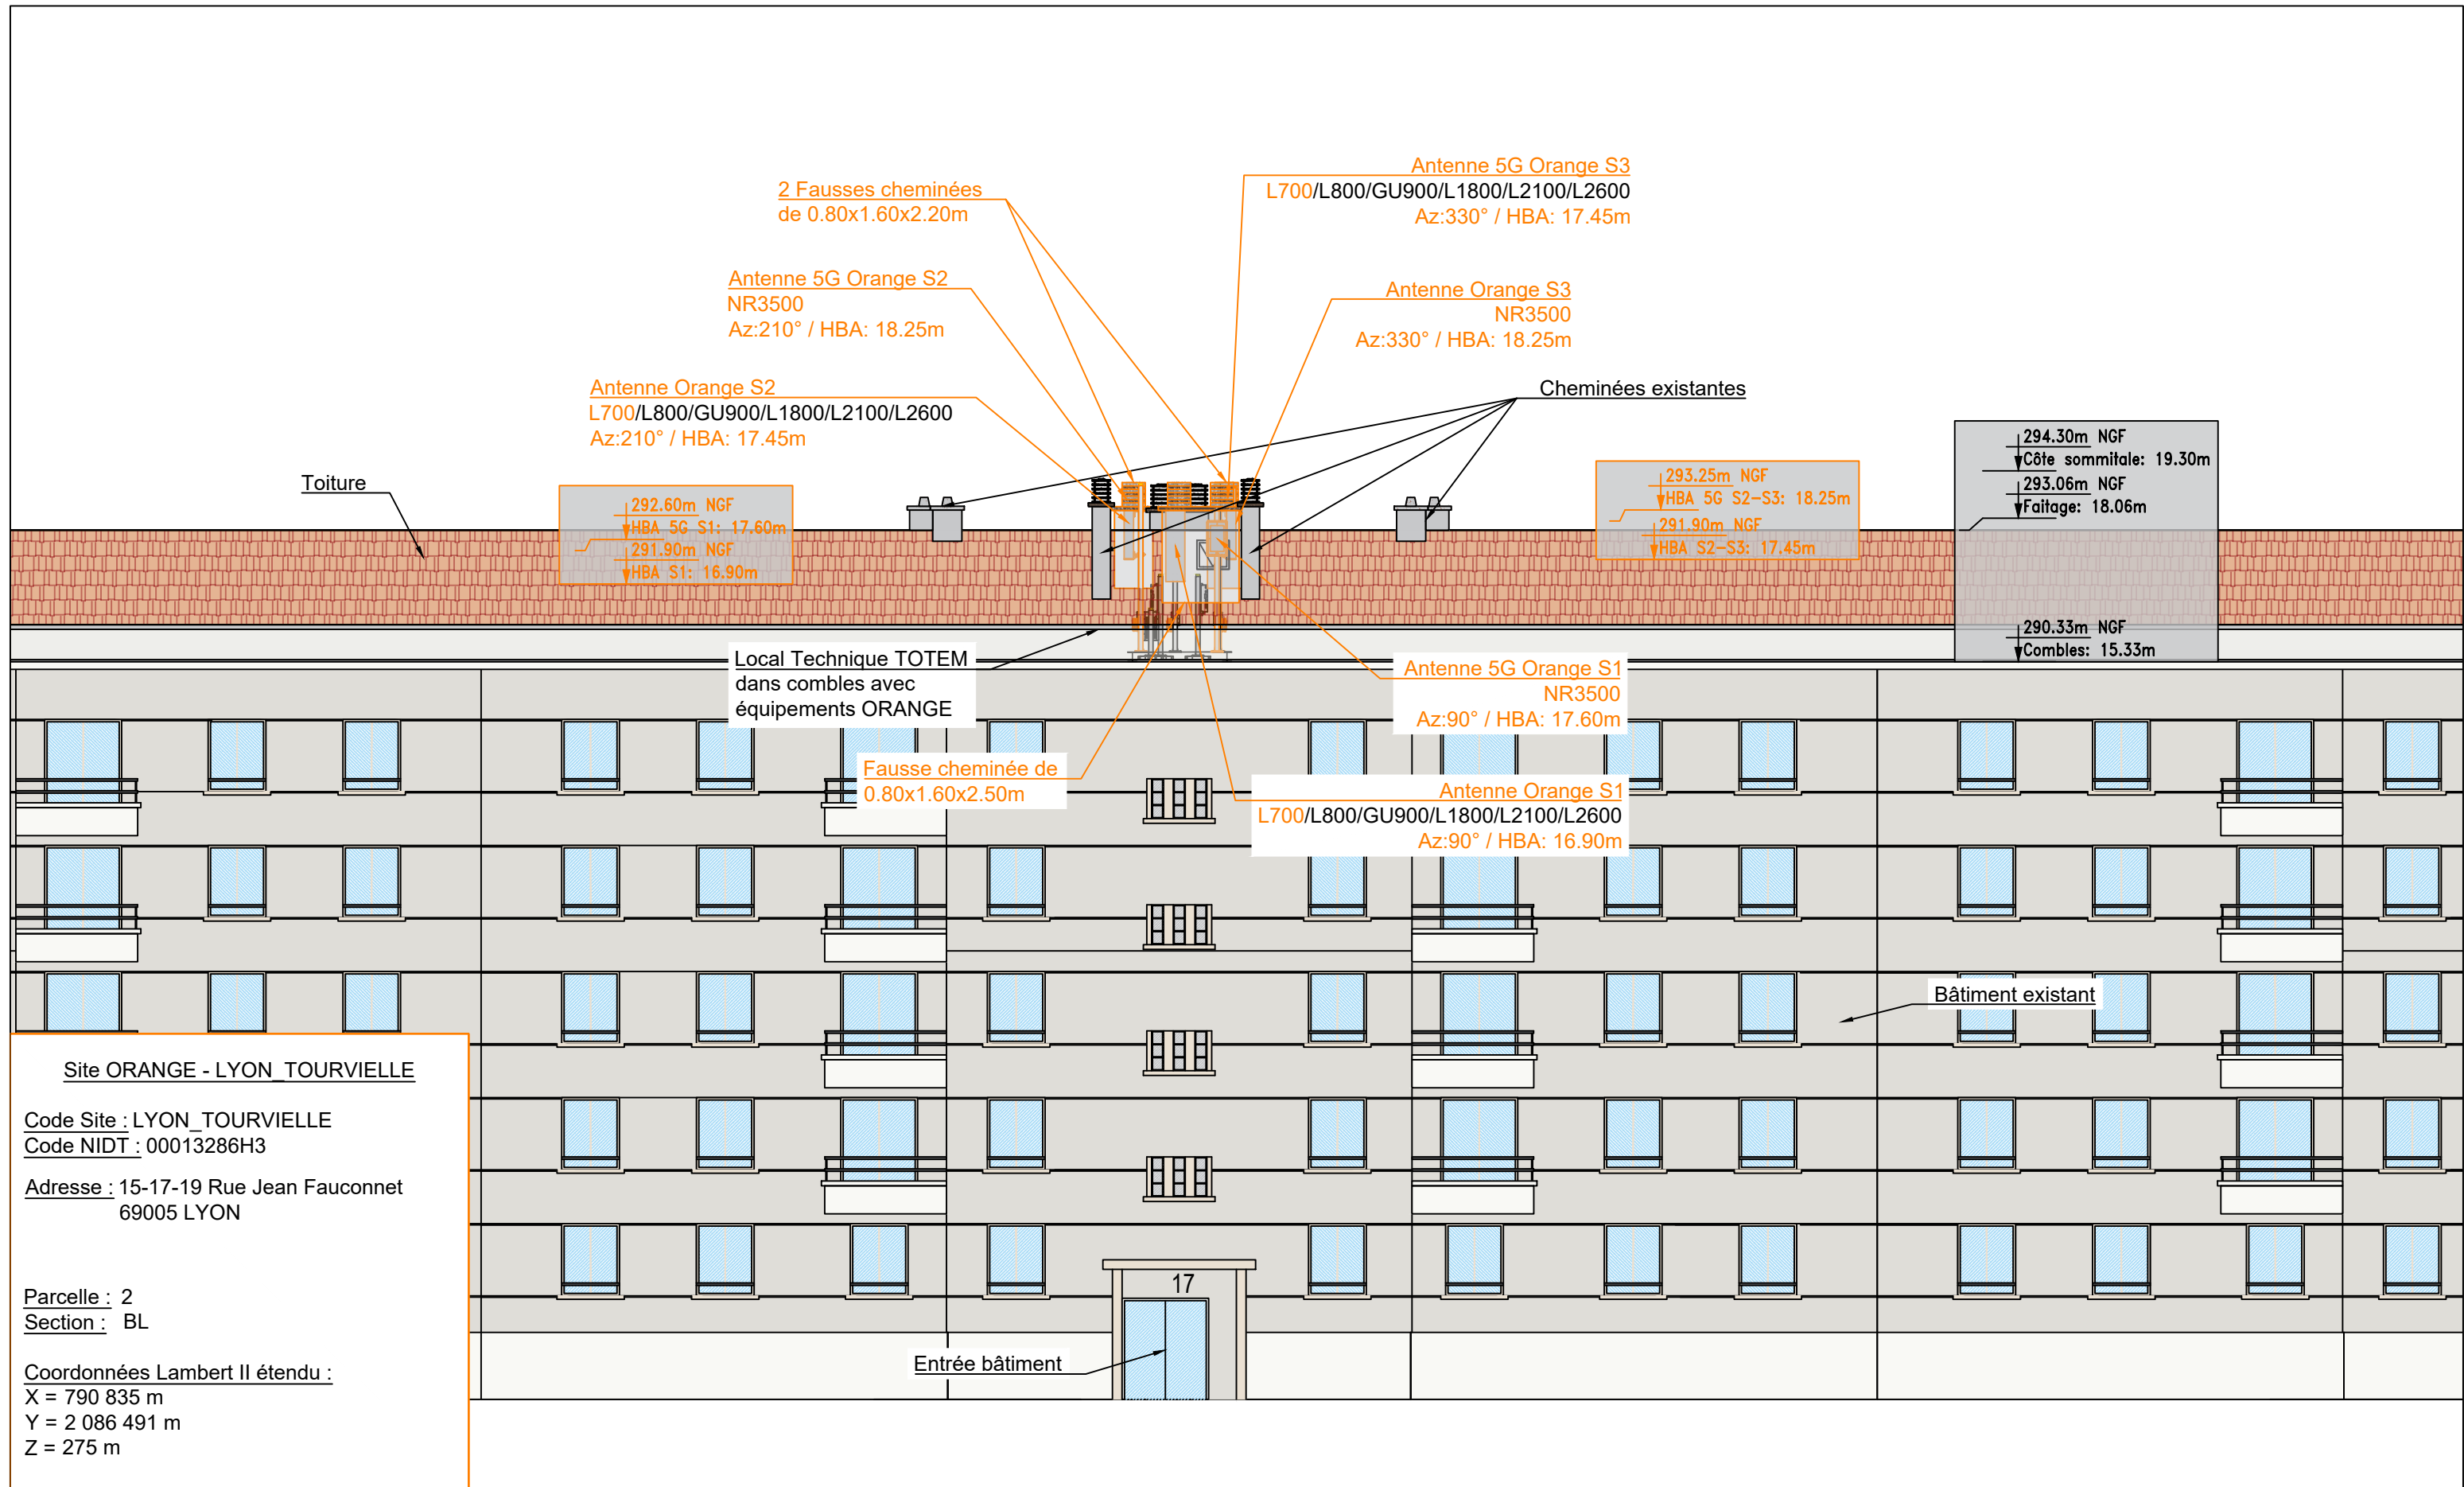 Antenne 5G Orange S3
L700/L800/GU900/L1800/L2100/L2600
Az:330° / HBA: 17.45m
2 Fausses cheminées
de 0.80x1.60x2.20m
Antenne 5G Orange S2
NR3500
Az:210° / HBA: 18.25m
Antenne Orange S3
NR3500
Az:330° / HBA: 18.25m
Antenne Orange S2
L700/L800/GU900/L1800/L2100/L2600
Az:210° / HBA: 17.45m
Cheminées existantes
Toiture
292.60m NGF
HBA 5G S1: 17.60m
291.90m NGF
HBA S1: 16.90m
293.25m NGF
HBA 5G S2-S3: 18.25m
291.90m NGF
HBA S2-S3: 17.45m
294.30m NGF
Côte sommitale: 19.30m
293.06m NGF
Faîtage: 18.06m
290.33m NGF
Combles: 15.33m
Local Technique TOTEM
dans combles avec
équipements ORANGE
Antenne 5G Orange S1
NR3500
Az:90° / HBA: 17.60m
Fausse cheminée de
0.80x1.60x2.50m
Antenne Orange S1
L700/L800/GU900/L1800/L2100/L2600
Az:90° / HBA: 16.90m
Bâtiment existant
17
Entrée bâtiment
Site ORANGE - LYON_TOURVIELLE
Code Site : LYON_TOURVIELLE
Code NIDT : 00013286H3
Adresse : 15-17-19 Rue Jean Fauconnet
69005 LYON
Parcelle : 2
Section : BL
Coordonnées Lambert II étendu :
X = 790 835 m
Y = 2 086 491 m
Z = 275 m